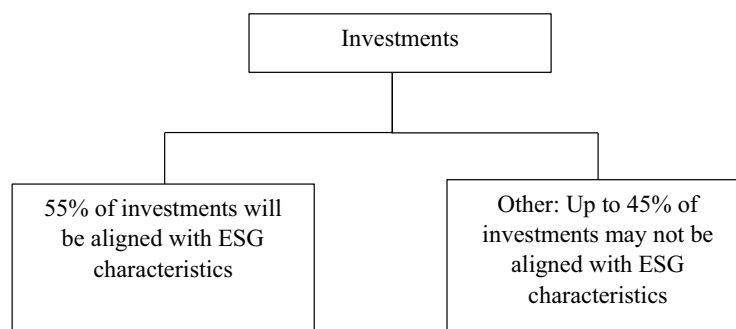 Investments
55% of investments will
be aligned with ESG
characteristics
Other: Up to 45% of
investments may not be
aligned with ESG
characteristics